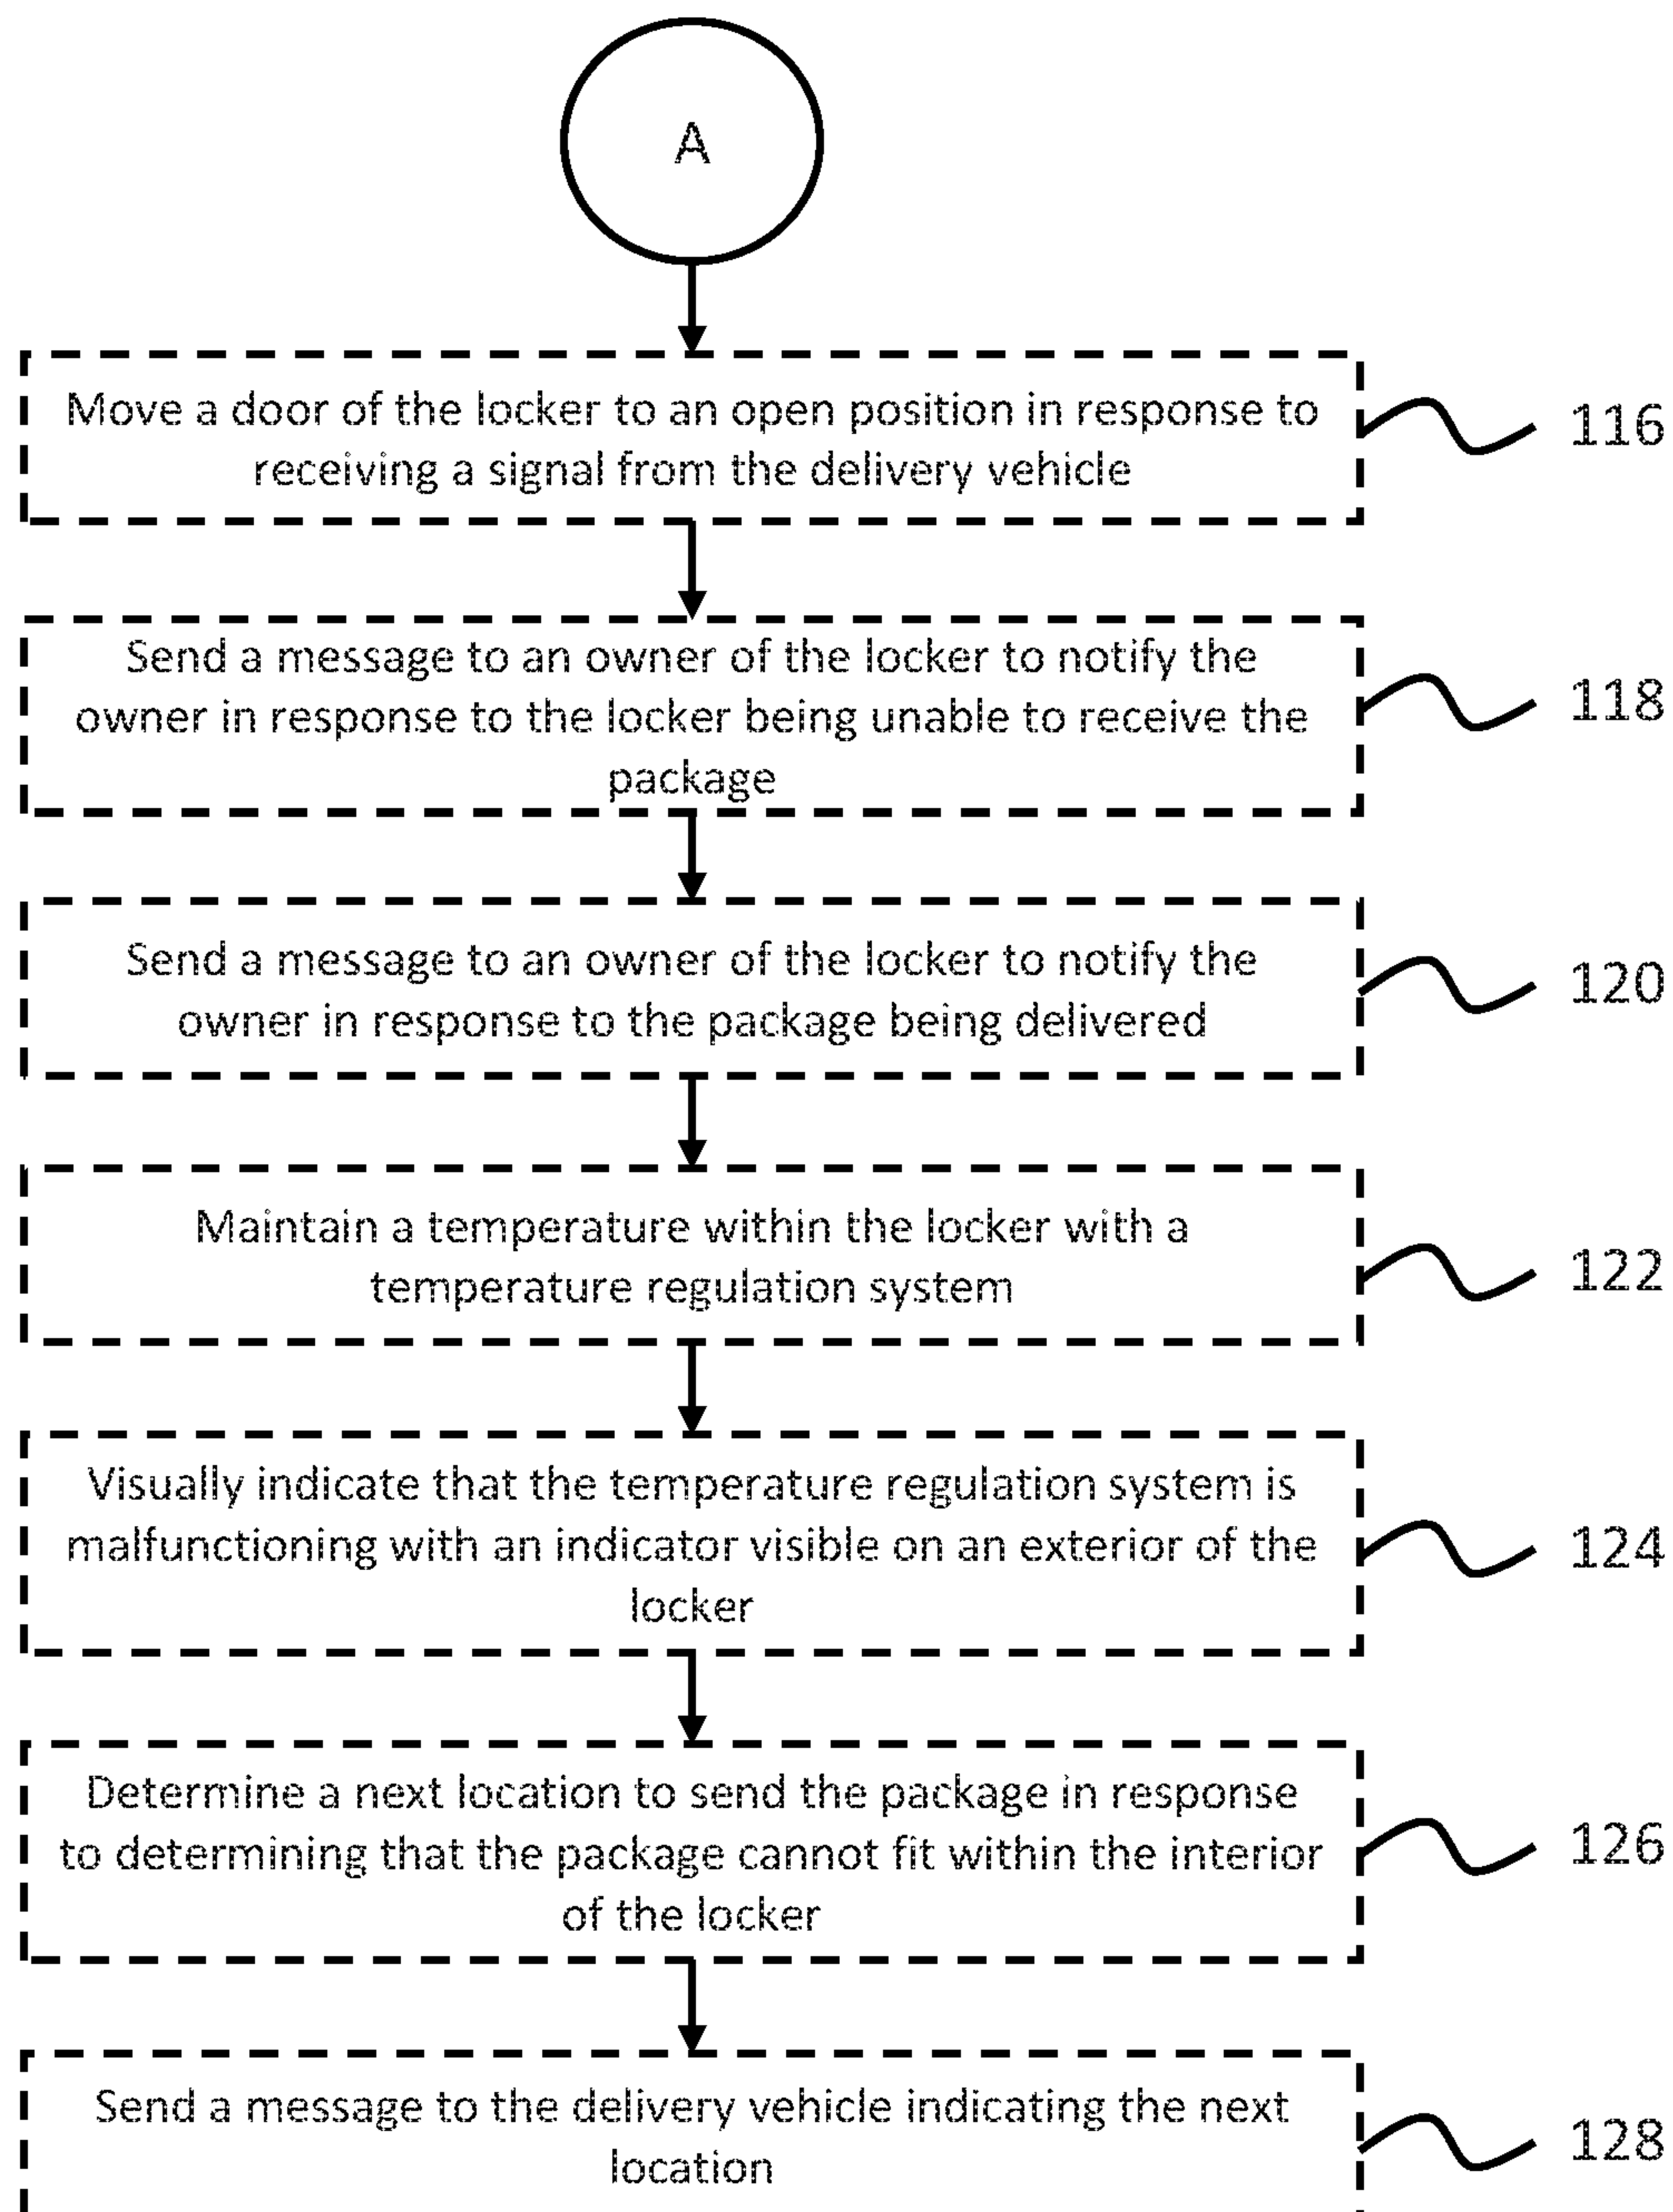 A
Move a door of the locker to an open position in response to
receiving a signal from the delivery vehicle
116
Send a message to an owner of the locker to notify the
owner in response to the locker being unable to receive the
package
118
Send a message to an owner of the locker to notify the
owner in response to the package being delivered
120
Maintain a temperature within the locker with a
temperature regulation system
122
Visually indicate that the temperature regulation system is
malfunctioning with an indicator visible on an exterior of the
locker
124
Determine a next location to send the package in response
to determining that the package cannot fit within the interior
of the locker
126
Send a message to the delivery vehicle indicating the next
location
128